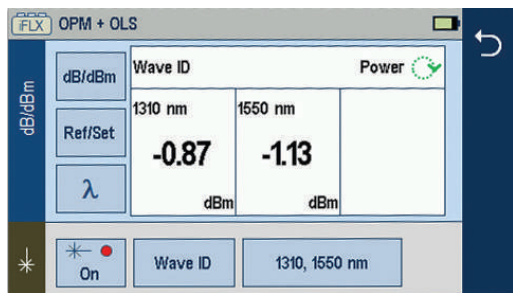 iFLX OPM + OLS
dB/dBm
dB/dBm
Ref/Set
λ
Wave ID Power
1310 nm 1550 nm
-0.87 -1.13
dBm dBm
On
Wave ID
1310, 1550 nm